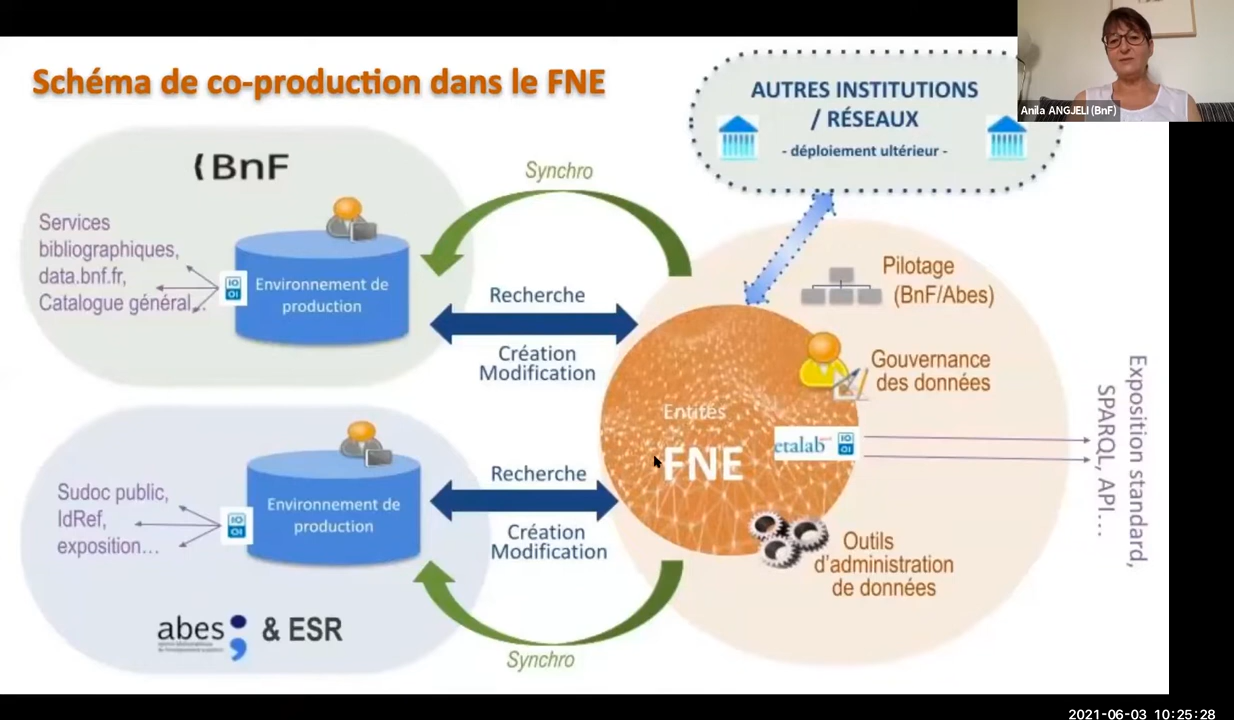 Schéma de co-production dans le FNE
AUTRES INSTITUTIONS
/ RÉSEAUX
- déploiement ultérieur -
Anila ANGJELI (BnF)
BnF
Services
bibliographiques,
data.bnf.fr,
Catalogue général...
Environnement de
production
Synchro
Recherche
Création
Modification
Pilotage
(BnF/Abes)
Gouvernance
des données
Entités
FNE
etalab
Outils
d'administration
de données
Exposition standard,
SPARQL, API...
Sudoc public,
IdRef,
exposition...
Environnement de
production
Recherche
Création
Modification
Synchro
abes & ESR
2021-06-03 10:25:28